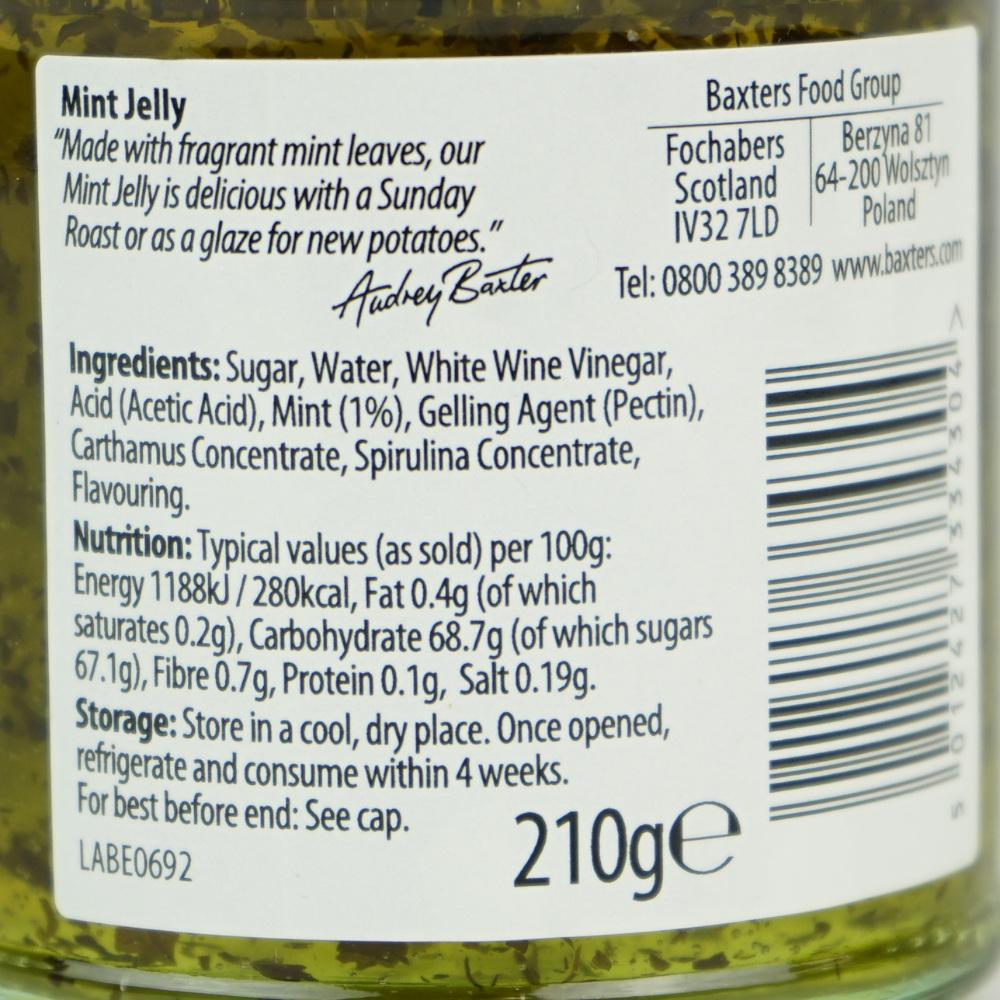 Mint Jelly
"Made with fragrant mint leaves, our
Mint Jelly is delicious with a Sunday
Roast or as a glaze for new potatoes."
Audrey Baxter
Baxters Food Group
Fochabers
Scotland
IV32 7LD
Berzyna 81
64-200 Wolsztyn
Poland
Tel: 0800 389 8389 www.baxters.com
Ingredients: Sugar, Water, White Wine Vinegar,
Acid (Acetic Acid), Mint (1%), Gelling Agent (Pectin),
Carthamus Concentrate, Spirulina Concentrate,
Flavouring.
Nutrition: Typical values (as sold) per 100g:
Energy 1188kJ / 280kcal, Fat 0.4g (of which
saturates 0.2g), Carbohydrate 68.7g (of which sugars
67.1g), Fibre 0.7g, Protein 0.1g, Salt 0.19g.
Storage: Store in a cool, dry place. Once opened,
refrigerate and consume within 4 weeks.
For best before end: See cap.
LABE0692
210g℮